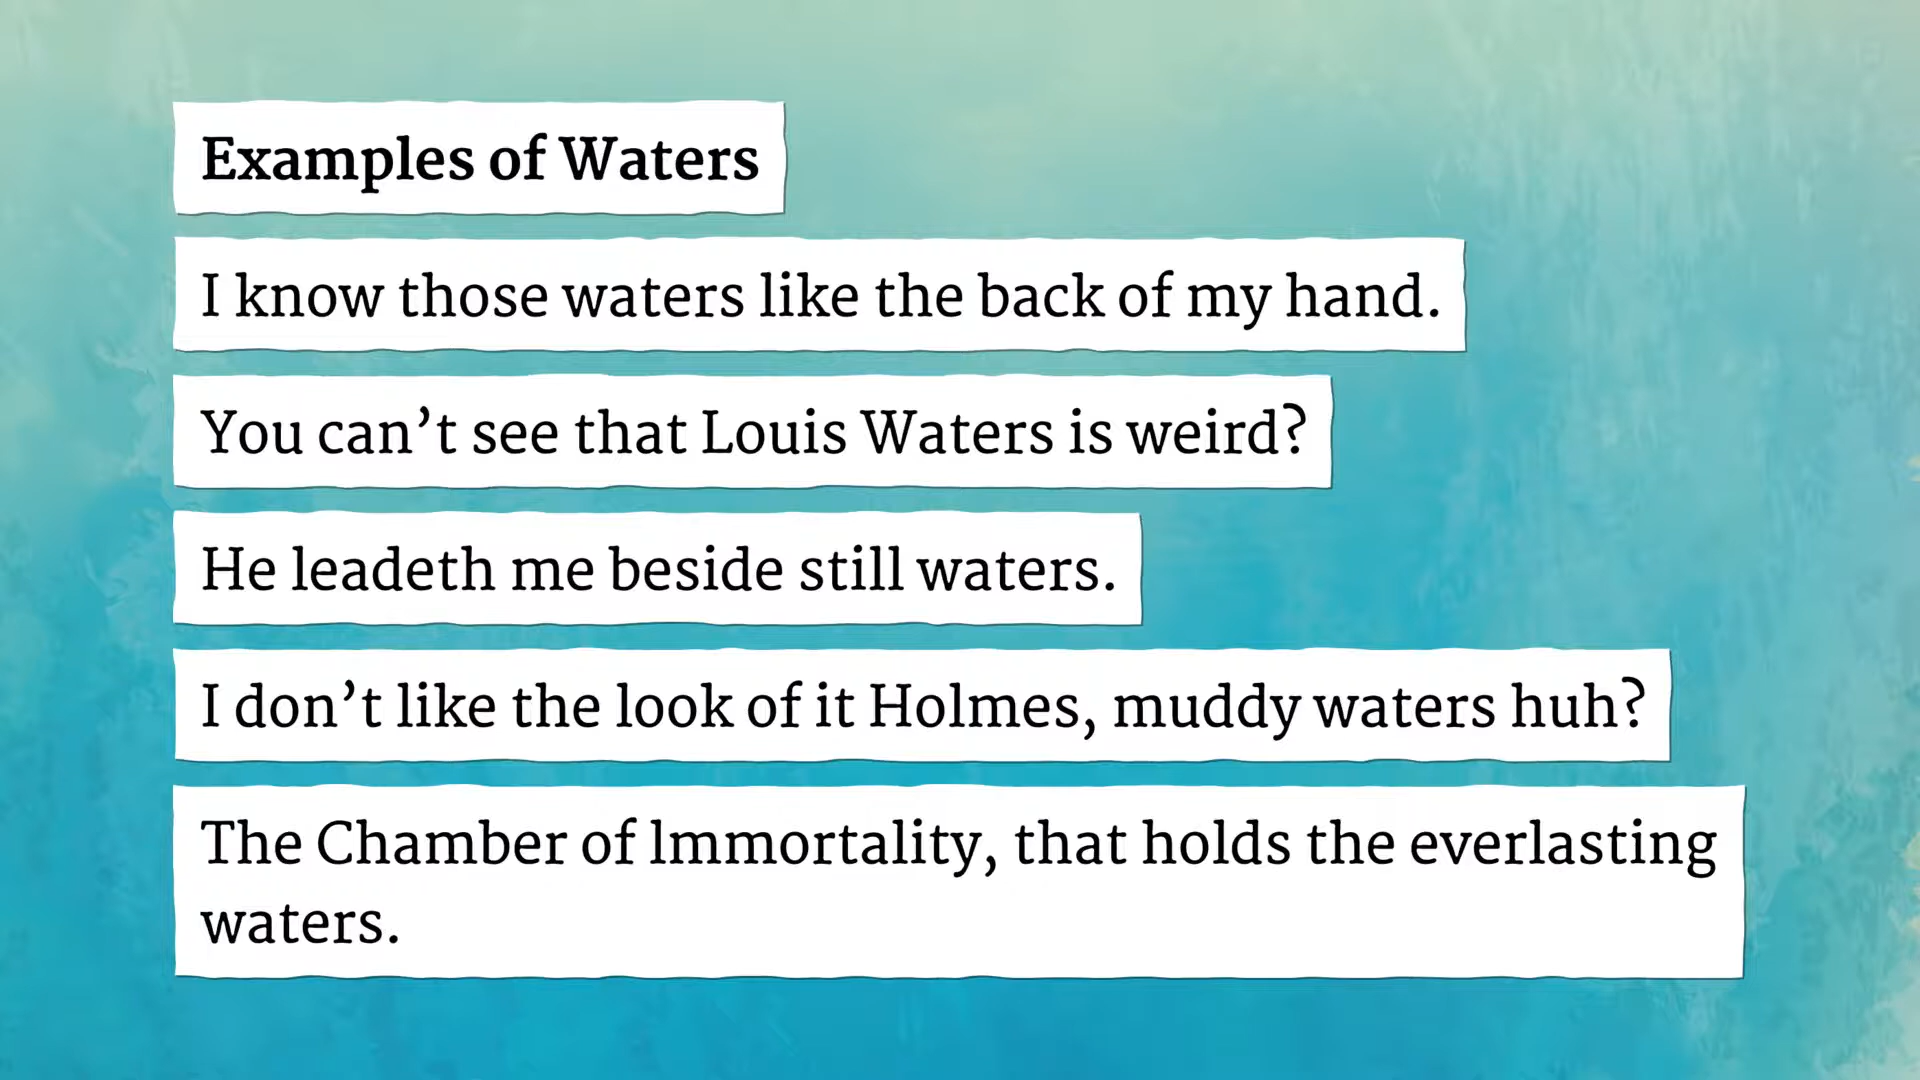 Examples of Waters
I know those waters like the back of my hand.
You can’t see that Louis Waters is weird?
He leadeth me beside still waters.
I don’t like the look of it Holmes, muddy waters huh?
The Chamber of lmmortality, that holds the everlasting
waters.